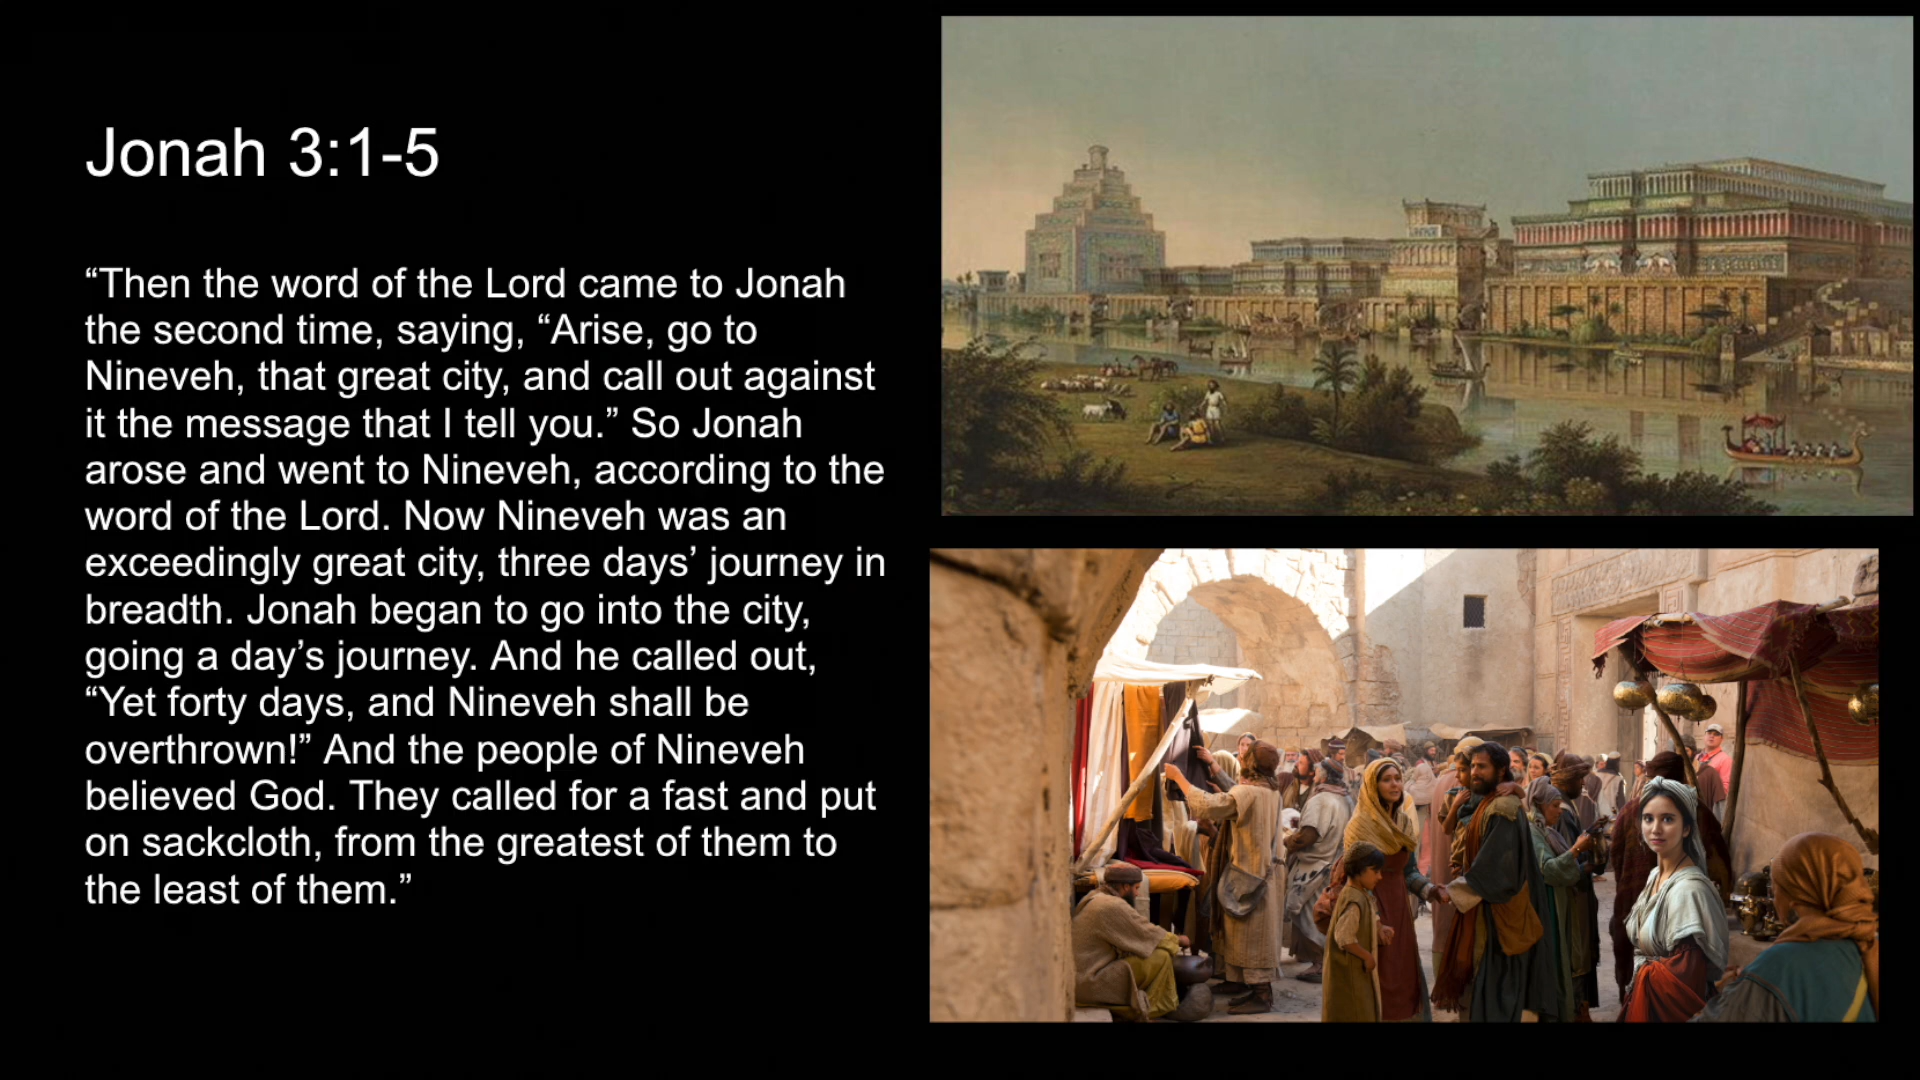 Jonah 3:1-5
“Then the word of the Lord came to Jonah
the second time, saying, “Arise, go to
Nineveh, that great city, and call out against
it the message that I tell you.” So Jonah
arose and went to Nineveh, according to the
word of the Lord. Now Nineveh was an
exceedingly great city, three days’ journey in
breadth. Jonah began to go into the city,
going a day’s journey. And he called out,
“Yet forty days, and Nineveh shall be
overthrown!” And the people of Nineveh
believed God. They called for a fast and put
on sackcloth, from the greatest of them to
the least of them.”